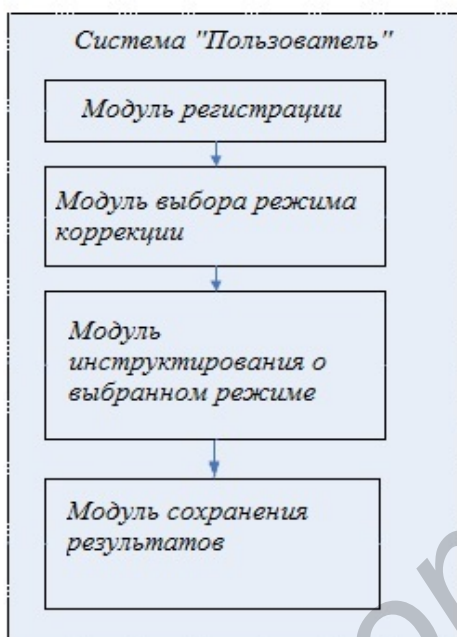 Система "Пользователь"
Модуль регистрации
Модуль выбора режима
коррекции
Модуль
инструктирования о
выбранном режиме
Модуль сохранения
результатов